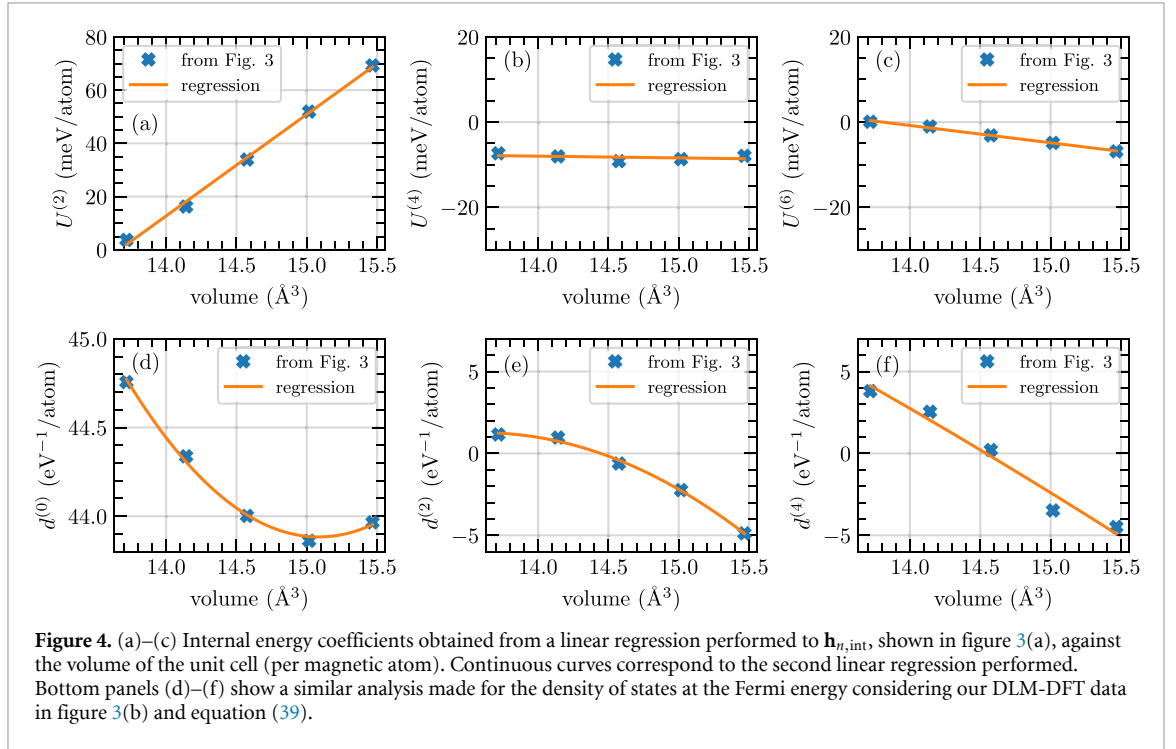 80
60
40
20
0
U(2) (meV/atom)
from Fig. 3
regression
(a)
14.0 14.5 15.0 15.5
volume (Å³)
20
0
−20
U(4) (meV/atom)
(b)
from Fig. 3
regression
14.0 14.5 15.0 15.5
volume (Å³)
20
0
−20
U(6) (meV/atom)
(c)
from Fig. 3
regression
14.0 14.5 15.0 15.5
volume (Å³)
45.0
44.5
44.0
d(0) (eV−1/atom)
(d)
from Fig. 3
regression
14.0 14.5 15.0 15.5
volume (Å³)
5
0
−5
d(2) (eV−1/atom)
(e)
from Fig. 3
regression
14.0 14.5 15.0 15.5
volume (Å³)
5
0
−5
d(4) (eV−1/atom)
(f)
from Fig. 3
regression
14.0 14.5 15.0 15.5
volume (Å³)
Figure 4. (a)–(c) Internal energy coefficients obtained from a linear regression performed to hn,int, shown in figure 3(a), against
the volume of the unit cell (per magnetic atom). Continuous curves correspond to the second linear regression performed.
Bottom panels (d)–(f) show a similar analysis made for the density of states at the Fermi energy considering our DLM-DFT data
in figure 3(b) and equation (39).